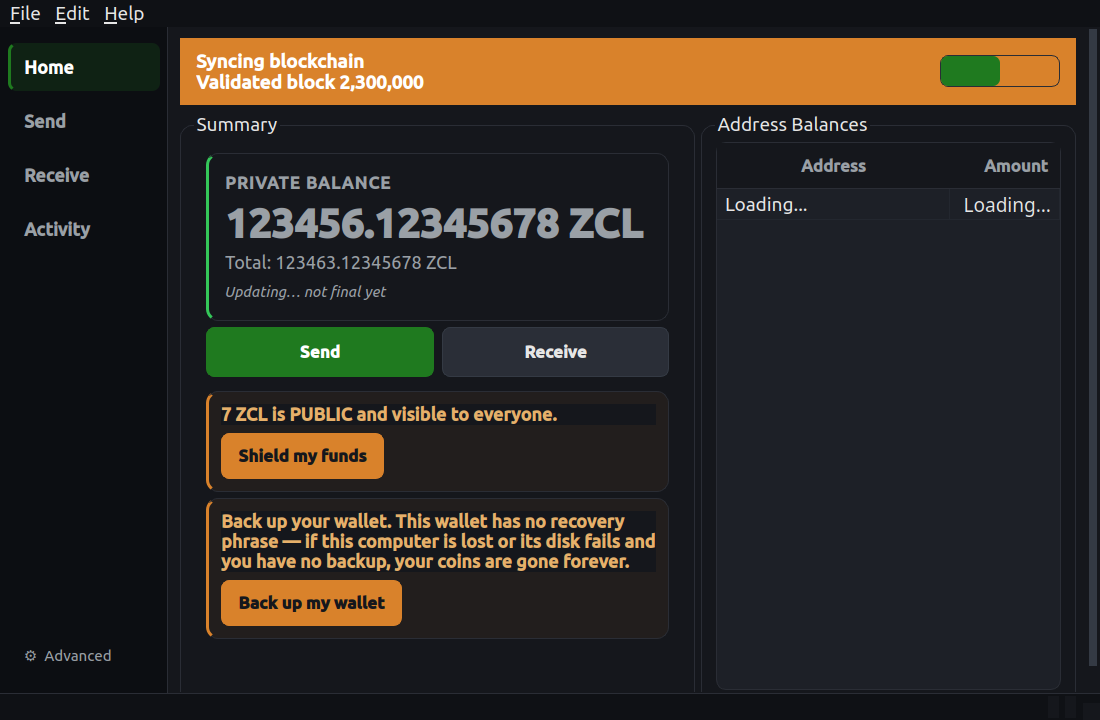 File Edit Help
Home
Send
Receive
Activity
⚙ Advanced
Syncing blockchain
Validated block 2,300,000
Summary
PRIVATE BALANCE
123456.12345678 ZCL
Total: 123463.12345678 ZCL
Updating... not final yet
Send
Receive
7 ZCL is PUBLIC and visible to everyone.
Shield my funds
Back up your wallet. This wallet has no recovery
phrase — if this computer is lost or its disk fails and
you have no backup, your coins are gone forever.
Back up my wallet
Address Balances
Address Amount
Loading... Loading...